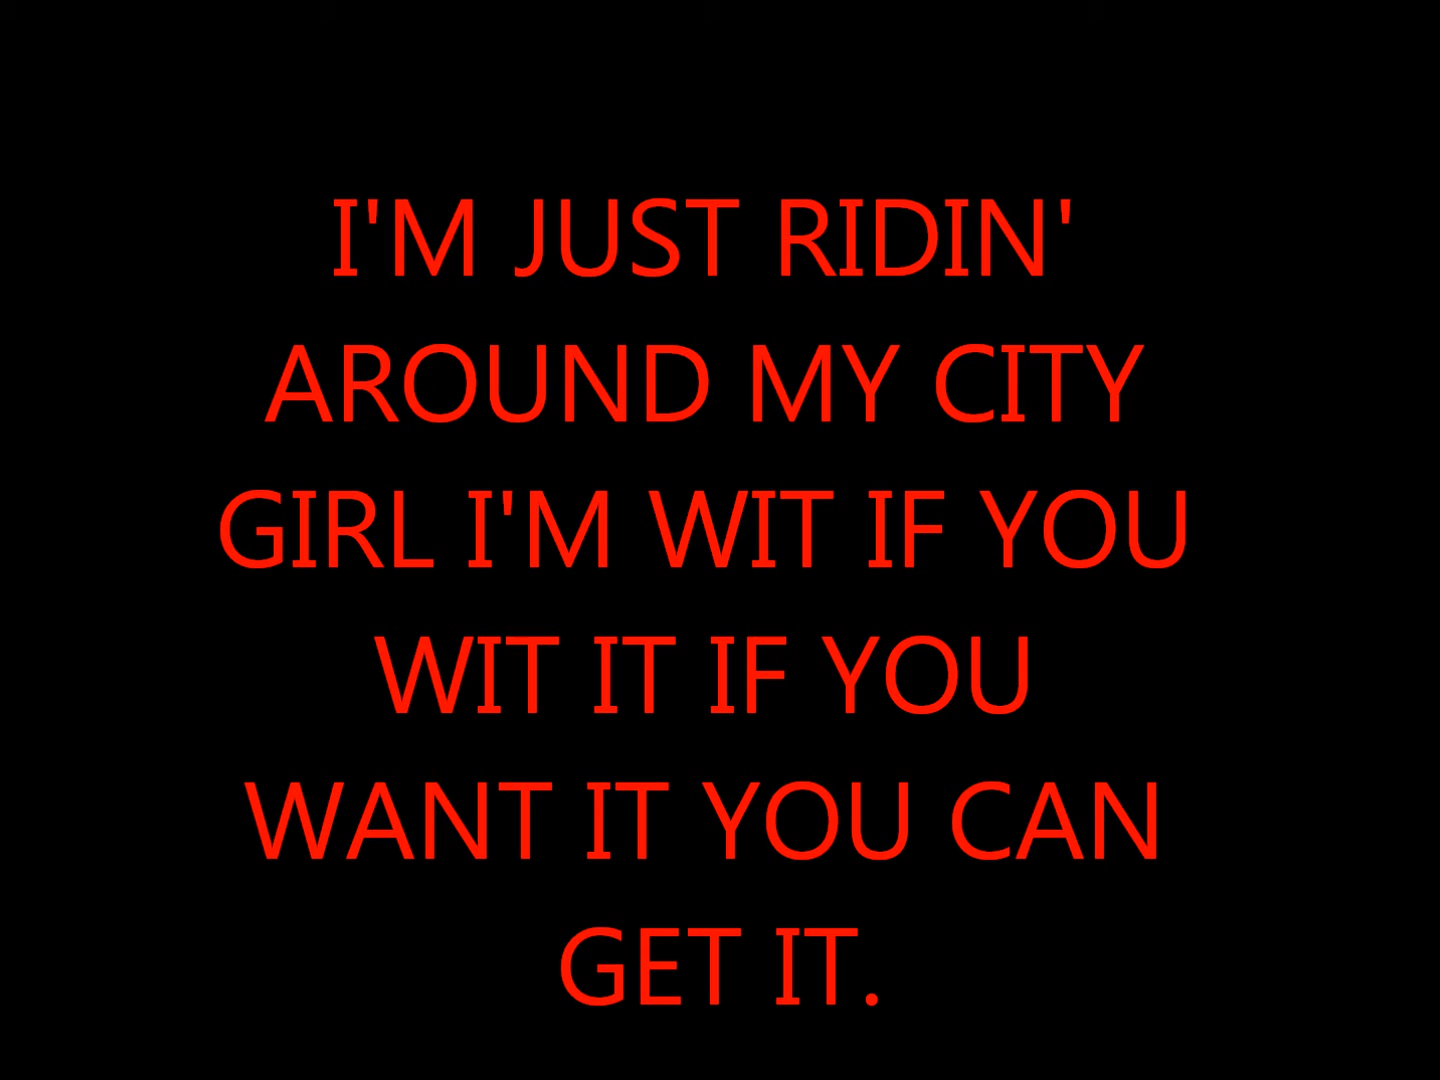 I'M JUST RIDIN'
AROUND MY CITY
GIRL I'M WIT IF YOU
WIT IT IF YOU
WANT IT YOU CAN
GET IT.